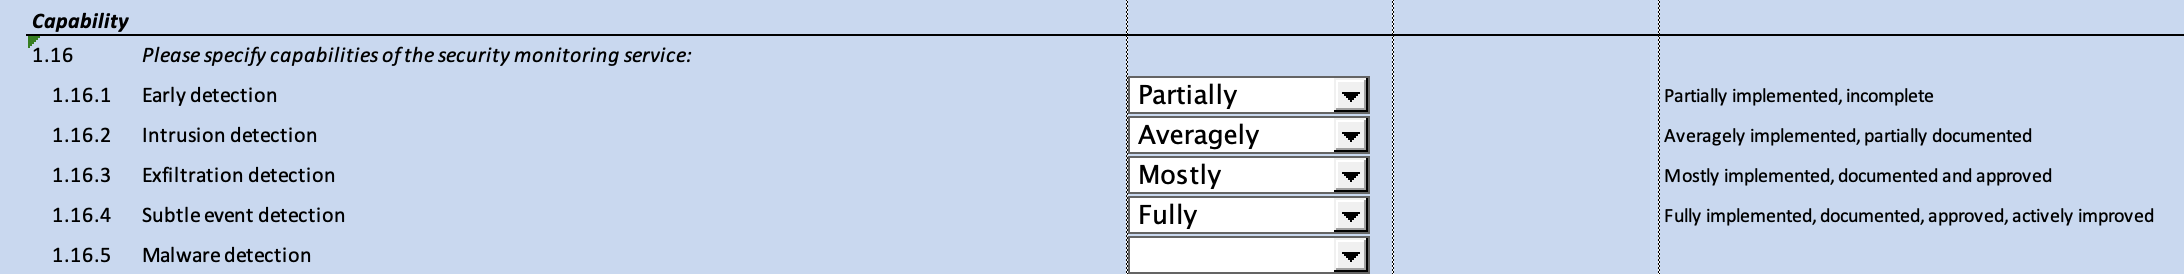 Capability
1.16 Please specify capabilities of the security monitoring service:
1.16.1 Early detection Partially Partially implemented, incomplete
1.16.2 Intrusion detection Averagely Averagely implemented, partially documented
1.16.3 Exfiltration detection Mostly Mostly implemented, documented and approved
1.16.4 Subtle event detection Fully Fully implemented, documented, approved, actively improved
1.16.5 Malware detection